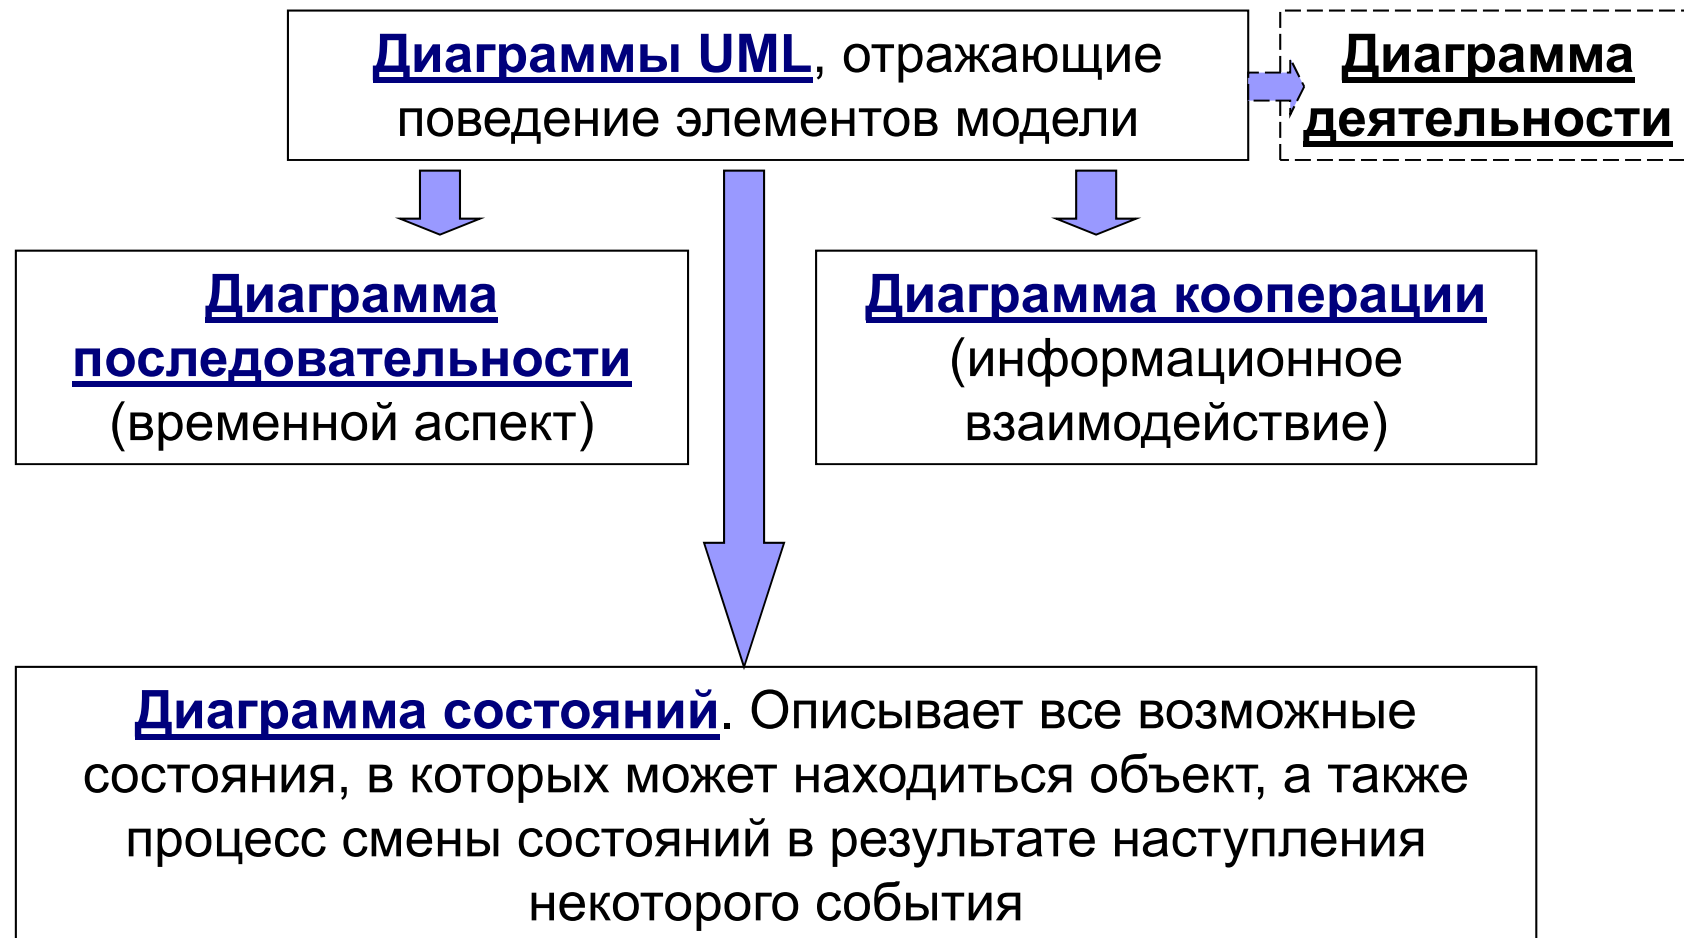 Диаграммы UML, отражающие
поведение элементов модели
Диаграмма
деятельности
Диаграмма
последовательности
(временной аспект)
Диаграмма кооперации
(информационное
взаимодействие)
Диаграмма состояний. Описывает все возможные
состояния, в которых может находиться объект, а также
процесс смены состояний в результате наступления
некоторого события